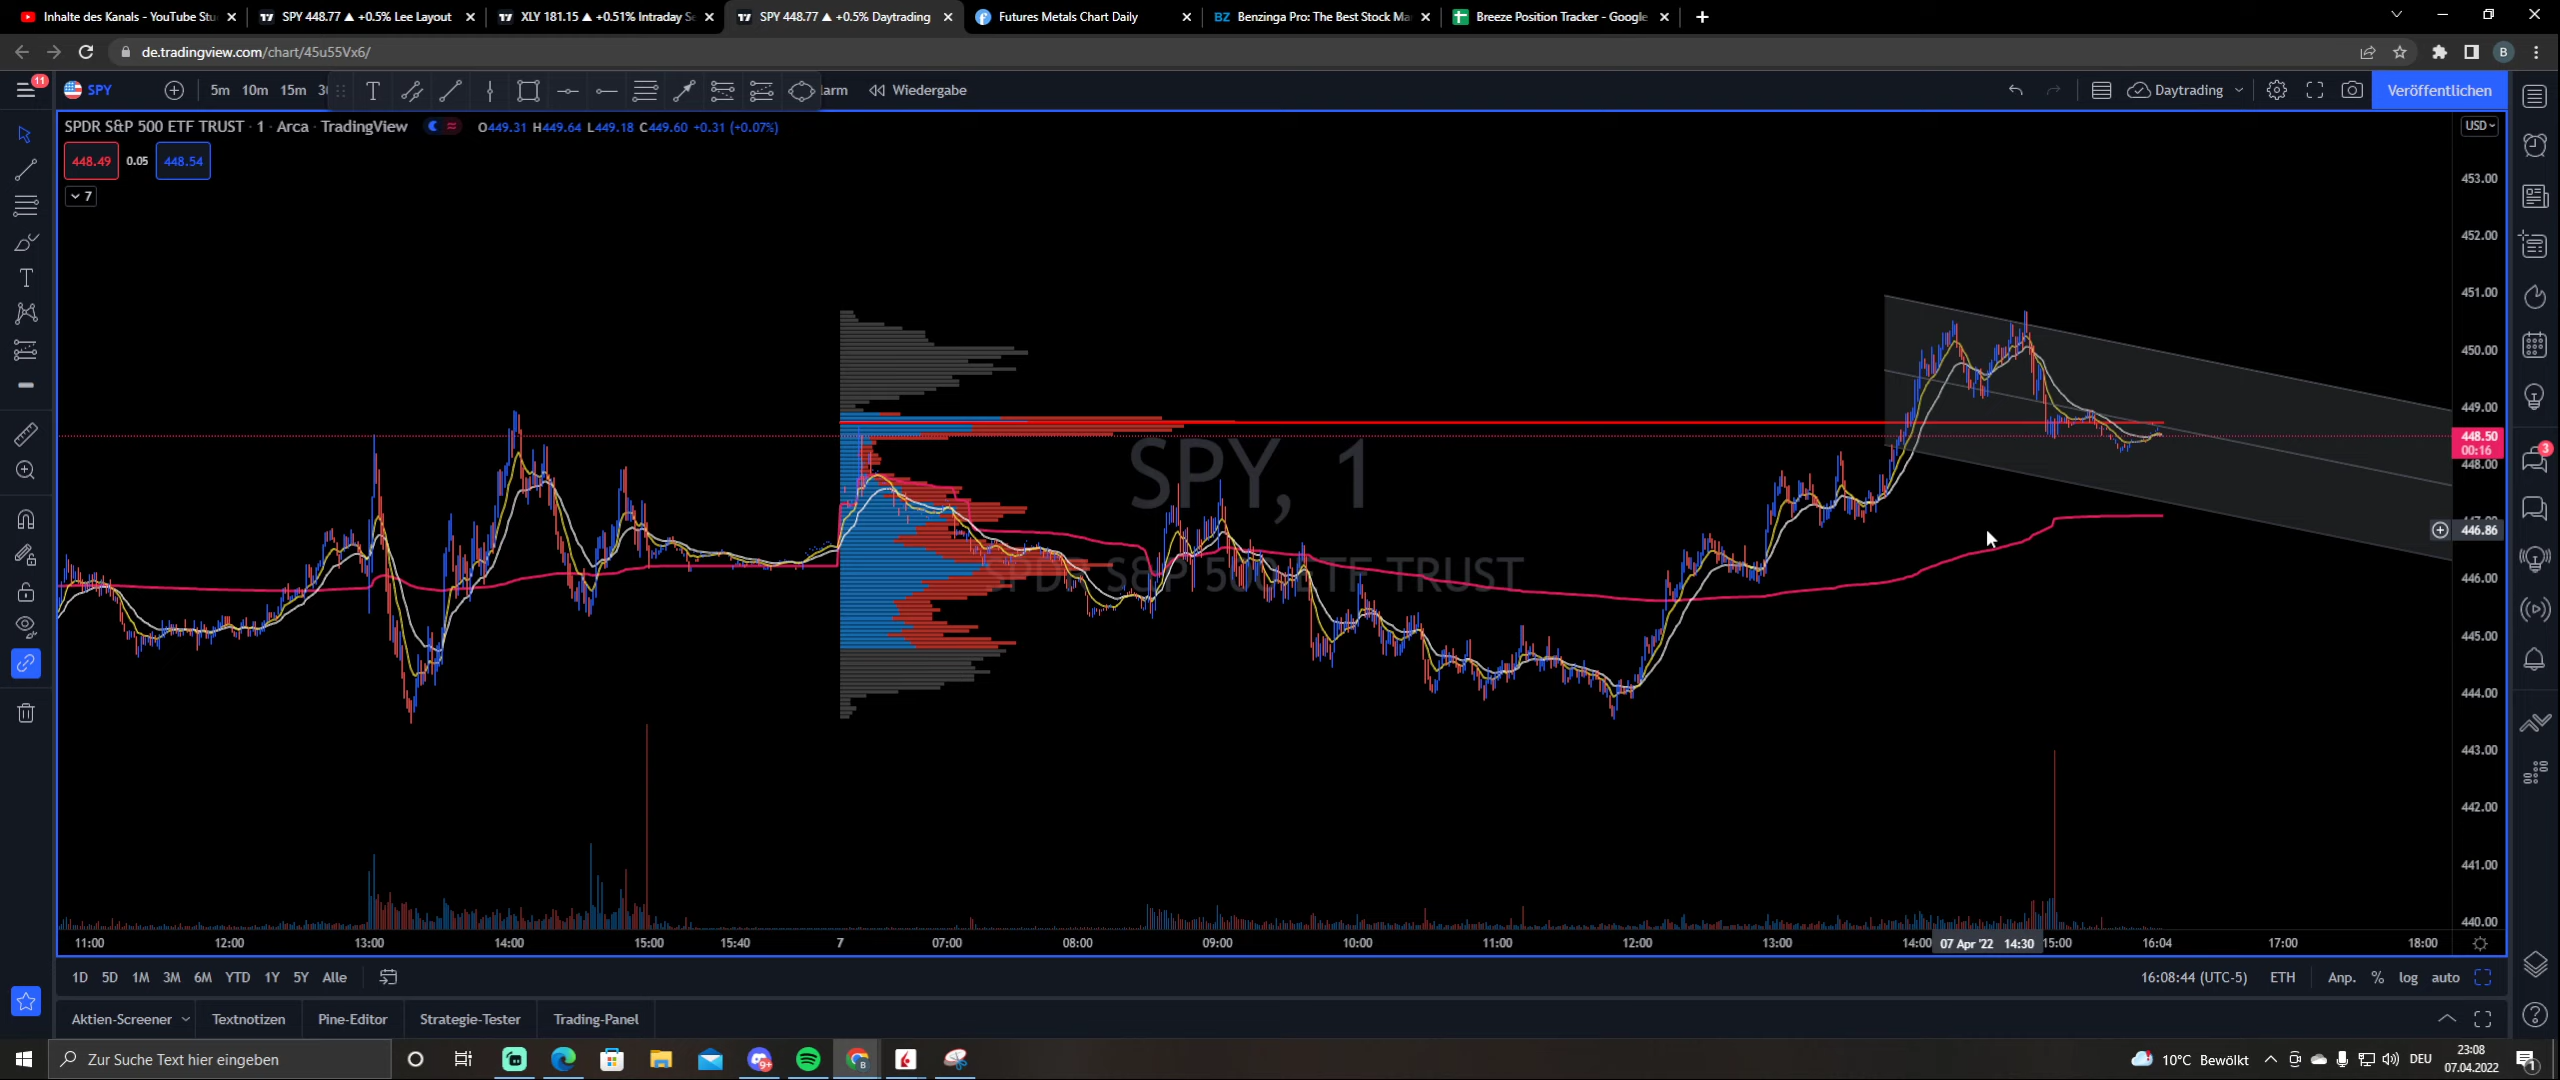 Inhalte des Kanals - YouTube Stu
SPY 448.77 ▲ +0.5% Lee Layout
XLY 181.15 ▲ +0.51% Intraday Se
SPY 448.77 ▲ +0.5% Daytrading
Futures Metals Chart Daily
BZ Benzinga Pro: The Best Stock Ma
Breeze Position Tracker - Google
de.tradingview.com/chart/45u55Vx6/
B
11
SPY
5m 10m 15m
larm
Wiedergabe
Daytrading
Veröffentlichen
SPDR S&P 500 ETF TRUST · 1 · Arca · TradingView
O449.31 H449.64 L449.18 C449.60 +0.31 (+0.07%)
USD
448.49 0.05 448.54
7
453.00
452.00
451.00
450.00
449.00
448.50
00:16
448.00
446.86
446.00
445.00
444.00
443.00
442.00
441.00
440.00
3
SPY, 1
SPDR S&P 500 ETF TRUST
11:00 12:00 13:00 14:00 15:00 15:40 7 07:00 08:00 09:00 10:00 11:00 12:00 13:00 14:00 07 Apr '22 14:30 15:00 16:04 17:00 18:00
1D 5D 1M 3M 6M YTD 1Y 5Y Alle
16:08:44 (UTC-5) ETH Anp. % log auto
Aktien-Screener Textnotizen Pine-Editor Strategie-Tester Trading-Panel
Zur Suche Text hier eingeben
9+
B
10°C Bewölkt
DEU
23:08
07.04.2022
1